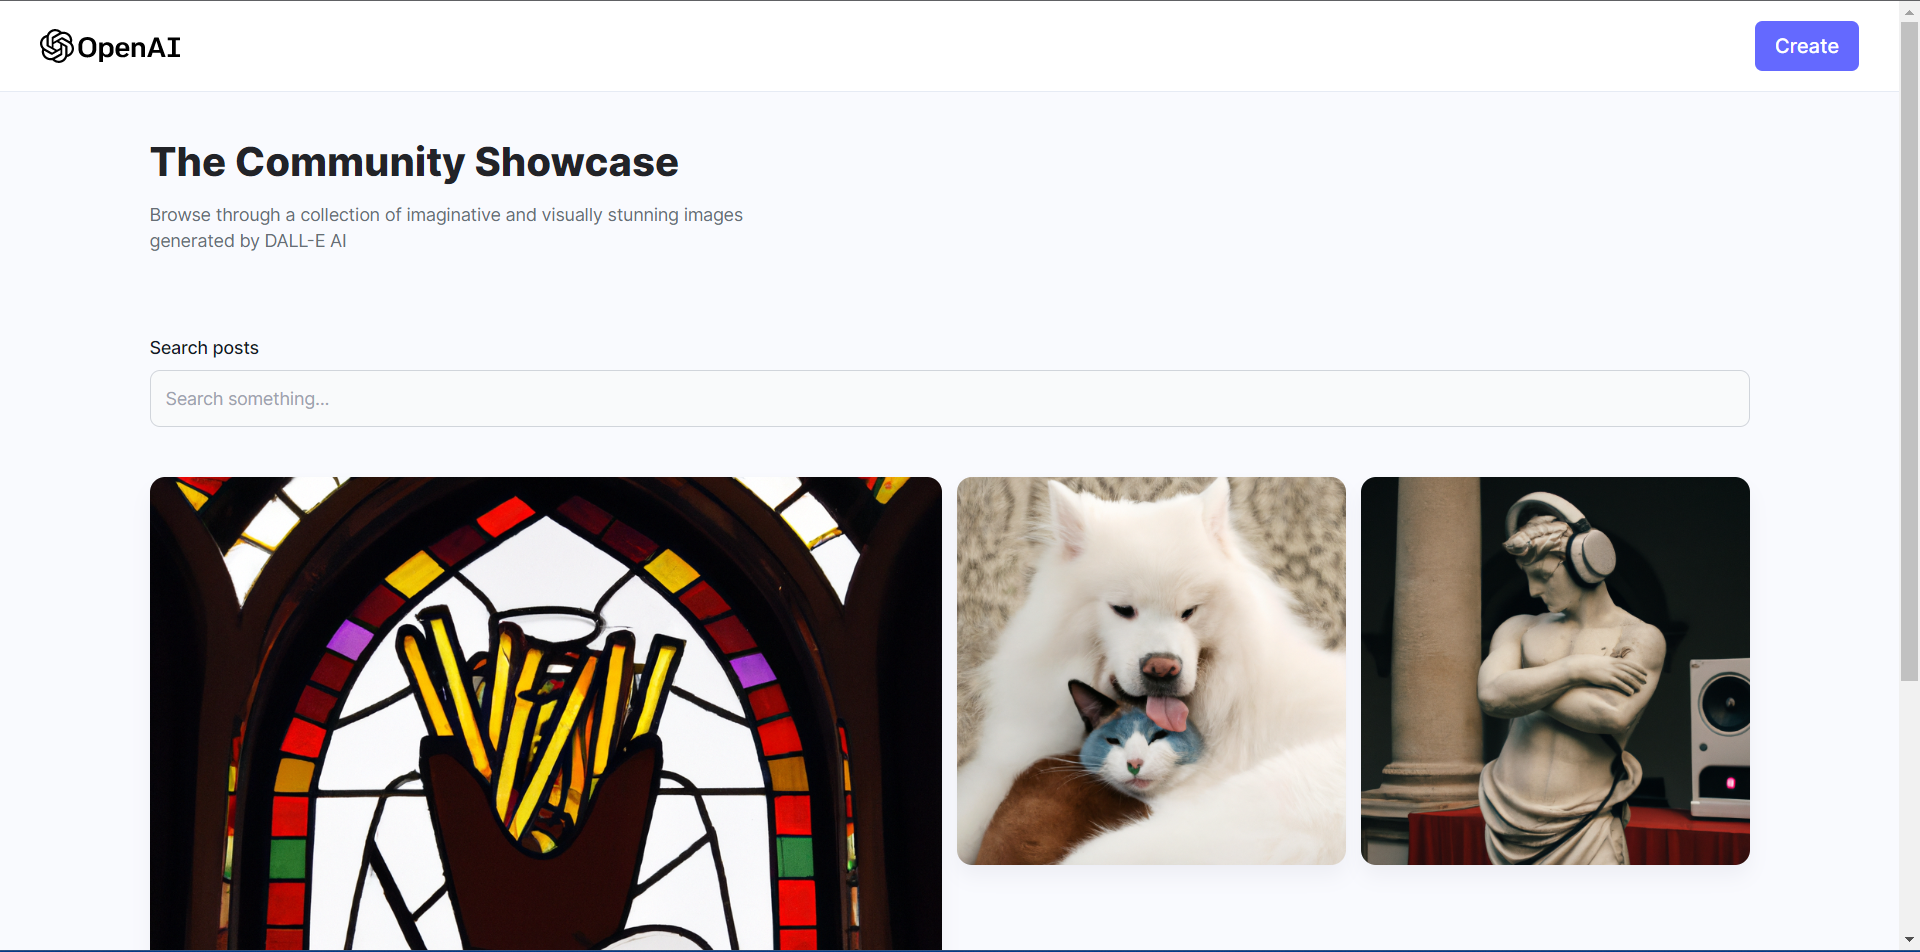 OpenAI
Create
The Community Showcase
Browse through a collection of imaginative and visually stunning images
generated by DALL-E AI
Search posts
Search something...